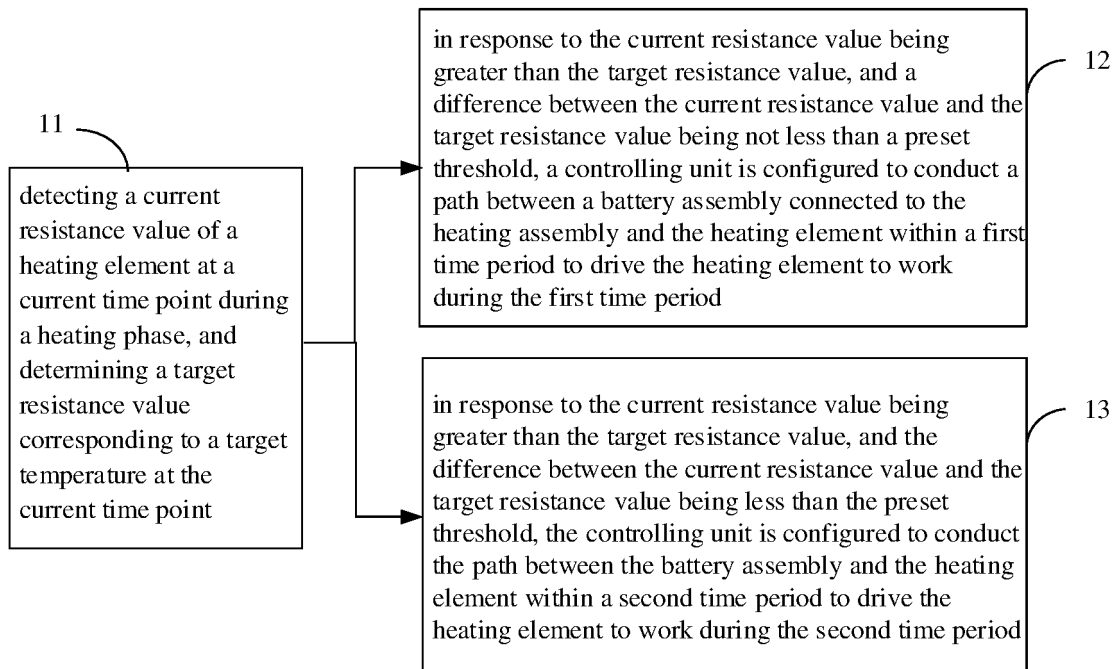 11
detecting a current
resistance value of a
heating element at a
current time point during
a heating phase, and
determining a target
resistance value
corresponding to a target
temperature at the
current time point
12
in response to the current resistance value being
greater than the target resistance value, and a
difference between the current resistance value and the
target resistance value being not less than a preset
threshold, a controlling unit is configured to conduct a
path between a battery assembly connected to the
heating assembly and the heating element within a first
time period to drive the heating element to work
during the first time period
13
in response to the current resistance value being
greater than the target resistance value, and the
difference between the current resistance value and the
target resistance value being less than the preset
threshold, the controlling unit is configured to conduct
the path between the battery assembly and the heating
element within a second time period to drive the
heating element to work during the second time period